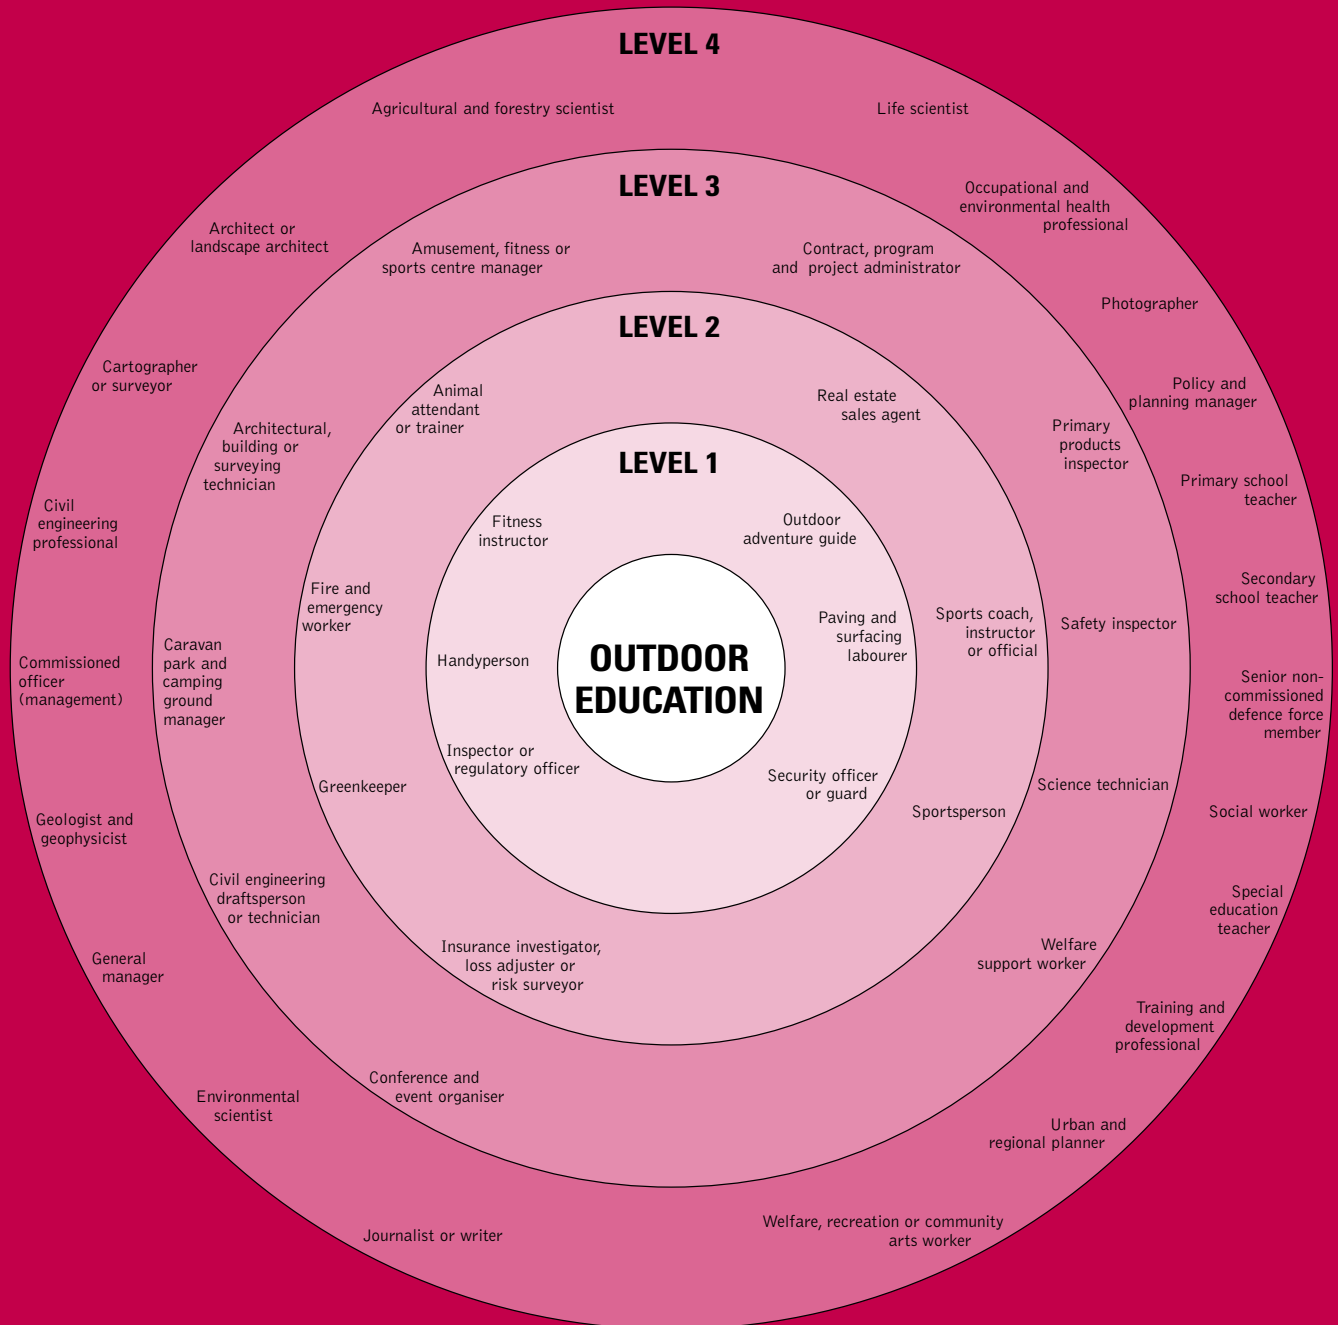 LEVEL 4
Agricultural and forestry scientist
Life scientist
Occupational and
environmental health
professional
Architect or
landscape architect
Photographer
Cartographer
or surveyor
Policy and
planning manager
Primary school
teacher
Civil
engineering
professional
Secondary
school teacher
Commissioned
officer
(management)
Senior non-
commissioned
defence force
member
Geologist and
geophysicist
Social worker
Special
education
teacher
General
manager
Training and
development
professional
Environmental
scientist
Urban and
regional planner
Journalist or writer
Welfare, recreation or community
arts worker
LEVEL 3
Amusement, fitness or
sports centre manager
Contract, program
and project administrator
Architectural,
building or
surveying
technician
Primary
products
inspector
Caravan
park and
camping
ground
manager
Safety inspector
Science technician
Civil engineering
draftsperson
or technician
Welfare
support worker
Conference and
event organiser
LEVEL 2
Animal
attendant
or trainer
Real estate
sales agent
Fire and
emergency
worker
Sports coach,
instructor
or official
Greenkeeper
Sportsperson
Insurance investigator,
loss adjuster or
risk surveyor
LEVEL 1
Fitness
instructor
Outdoor
adventure guide
Handyperson
Paving and
surfacing
labourer
Inspector or
regulatory officer
Security officer
or guard
OUTDOOR
EDUCATION